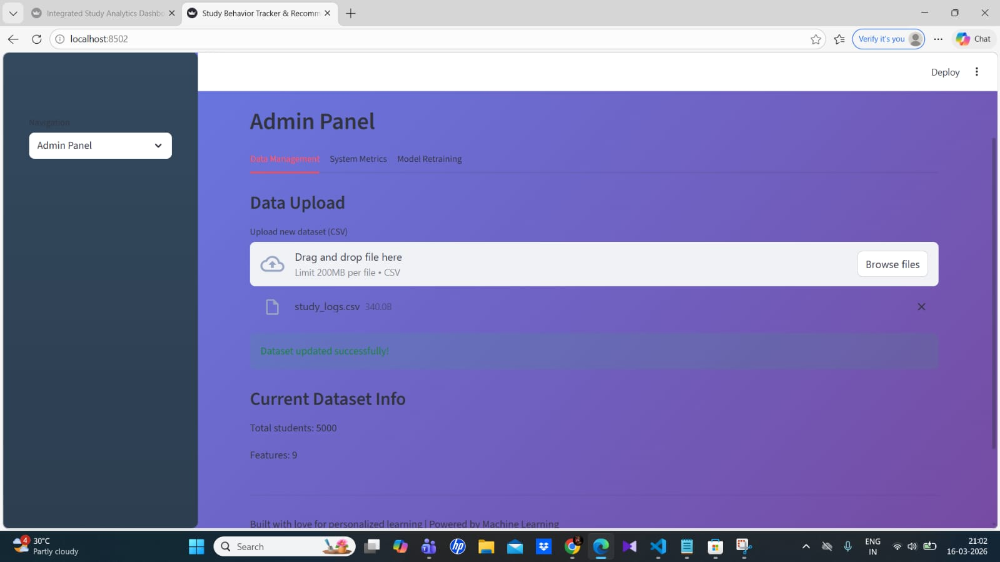 Integrated Study Analytics Dashbo
Study Behavior Tracker & Recomm
localhost:8502
Verify it's you
Chat
Deploy
Navigation
Admin Panel
Admin Panel
Data Management
System Metrics
Model Retraining
Data Upload
Upload new dataset (CSV)
Drag and drop file here
Limit 200MB per file • CSV
Browse files
study_logs.csv 340.0B
Dataset updated successfully!
Current Dataset Info
Total students: 5000
Features: 9
Built with love for personalized learning | Powered by Machine Learning
4
30°C
Partly cloudy
Search
hp
ENG
IN
21:02
16-03-2026